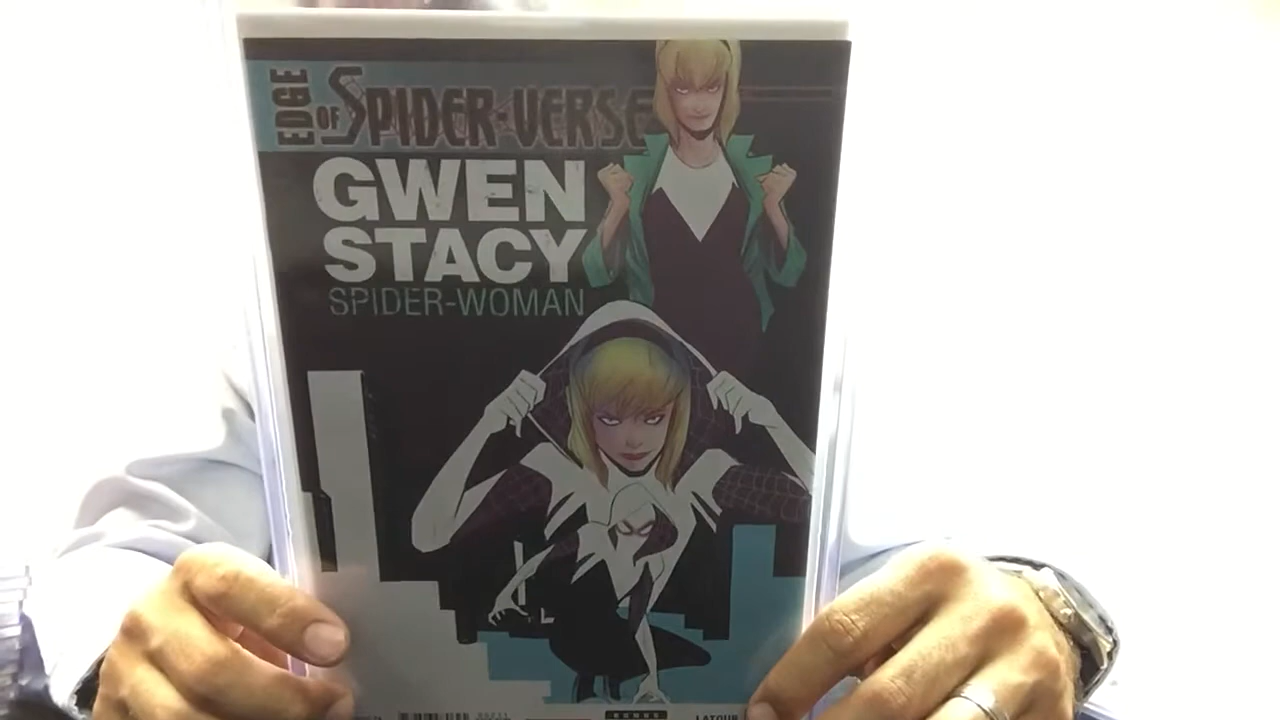 EDGE
OF
SPIDER-VERSE
GWEN
STACY
SPIDER-WOMAN
LATOUR